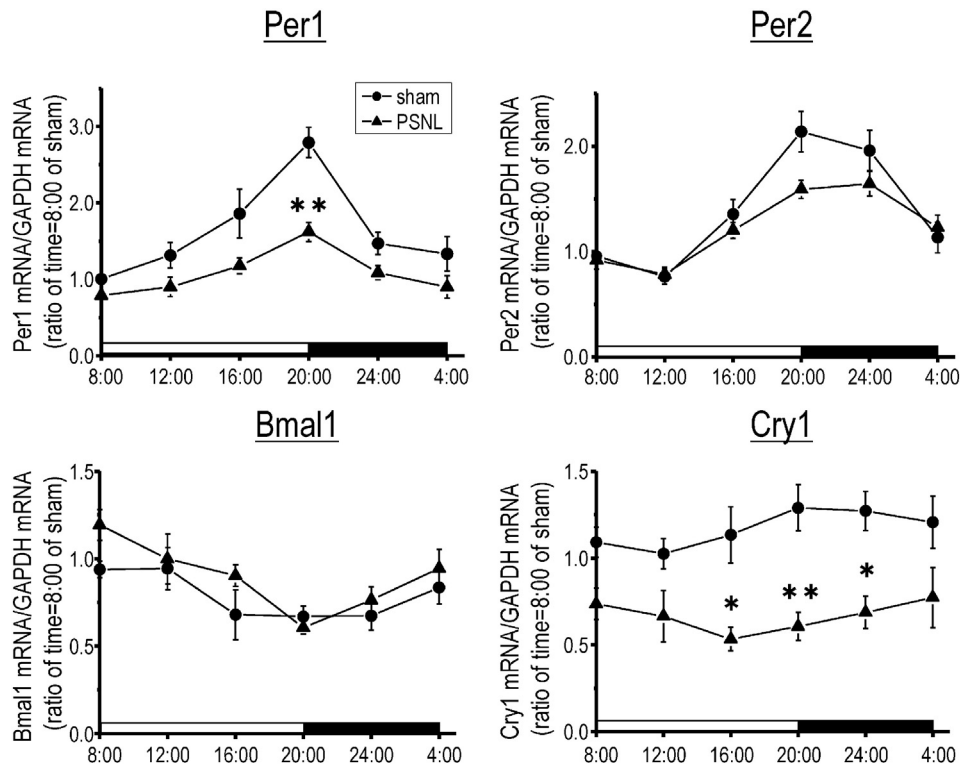 Per1
Per1 mRNA/GAPDH mRNA
(ratio of time=8:00 of sham)
3.0
2.0
1.0
0.0
sham
PSNL
**
8:00 12:00 16:00 20:00 24:00 4:00
Per2
Per2 mRNA/GAPDH mRNA
(ratio of time=8:00 of sham)
2.0
1.0
0.0
8:00 12:00 16:00 20:00 24:00 4:00
Bmal1
Bmal1 mRNA/GAPDH mRNA
(ratio of time=8:00 of sham)
1.5
1.0
0.5
0.0
8:00 12:00 16:00 20:00 24:00 4:00
Cry1
Cry1 mRNA/GAPDH mRNA
(ratio of time=8:00 of sham)
1.5
1.0
0.5
0.0
* ** *
8:00 12:00 16:00 20:00 24:00 4:00